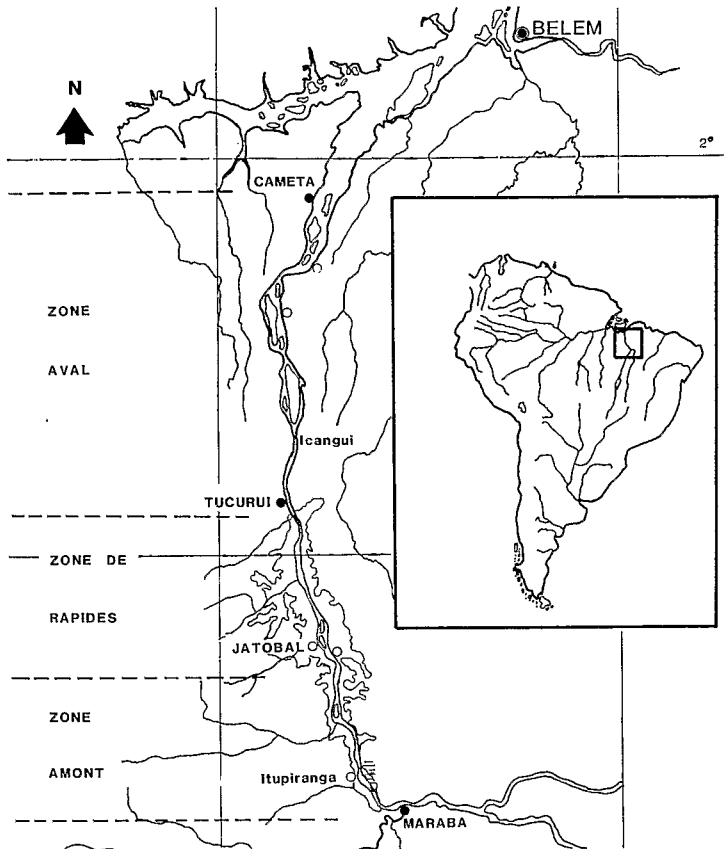 BELEM
N
2°
CAMETA
ZONE
AVAL
Icangui
TUCURUI
ZONE DE
RAPIDES
JATOBAL
ZONE
AMONT
Itupiranga
MARABA